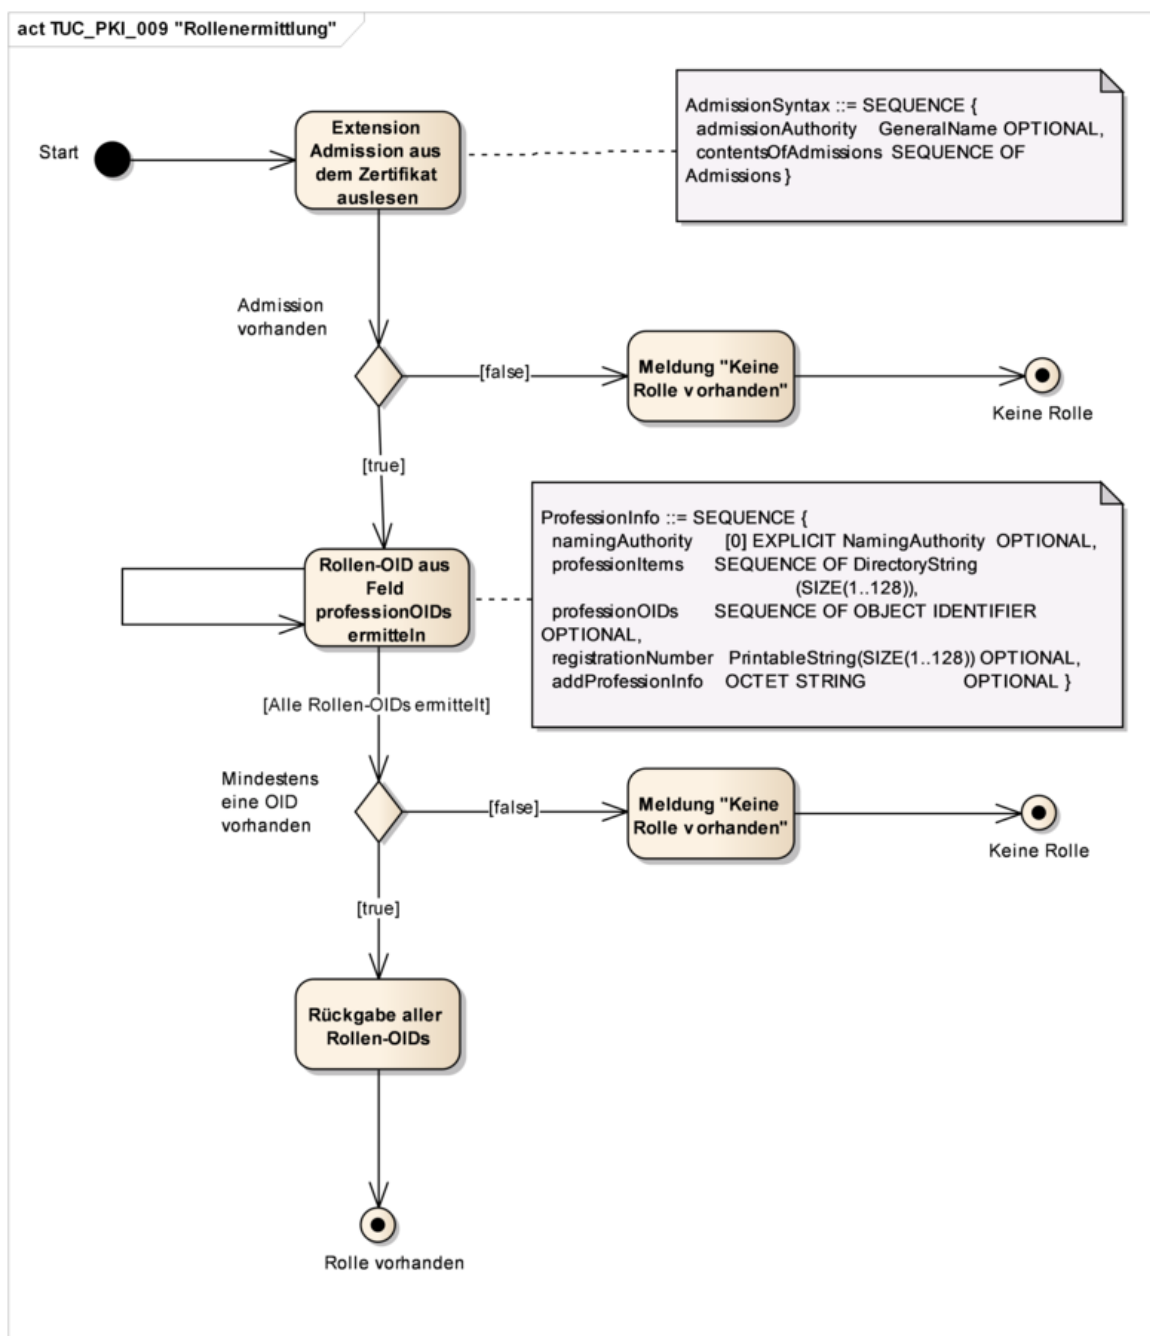 act TUC_PKI_009 "Rollenermittlung"
Start
Extension
Admission aus
dem Zertifikat
auslesen
AdmissionSyntax ::= SEQUENCE {
admissionAuthority GeneralName OPTIONAL,
contentsOfAdmissions SEQUENCE OF
Admissions }
Admission
vorhanden
[false]
Meldung "Keine
Rolle vorhanden"
Keine Rolle
[true]
ProfessionInfo ::= SEQUENCE {
namingAuthority [0] EXPLICIT NamingAuthority OPTIONAL,
professionItems SEQUENCE OF DirectoryString
(SIZE(1..128)),
professionOIDs SEQUENCE OF OBJECT IDENTIFIER
OPTIONAL,
registrationNumber PrintableString(SIZE(1..128)) OPTIONAL,
addProfessionInfo OCTET STRING OPTIONAL }
Rollen-OID aus
Feld
professionOIDs
ermitteln
[Alle Rollen-OIDs ermittelt]
Mindestens
eine OID
vorhanden
[false]
Meldung "Keine
Rolle vorhanden"
Keine Rolle
[true]
Rückgabe aller
Rollen-OIDs
Rolle vorhanden